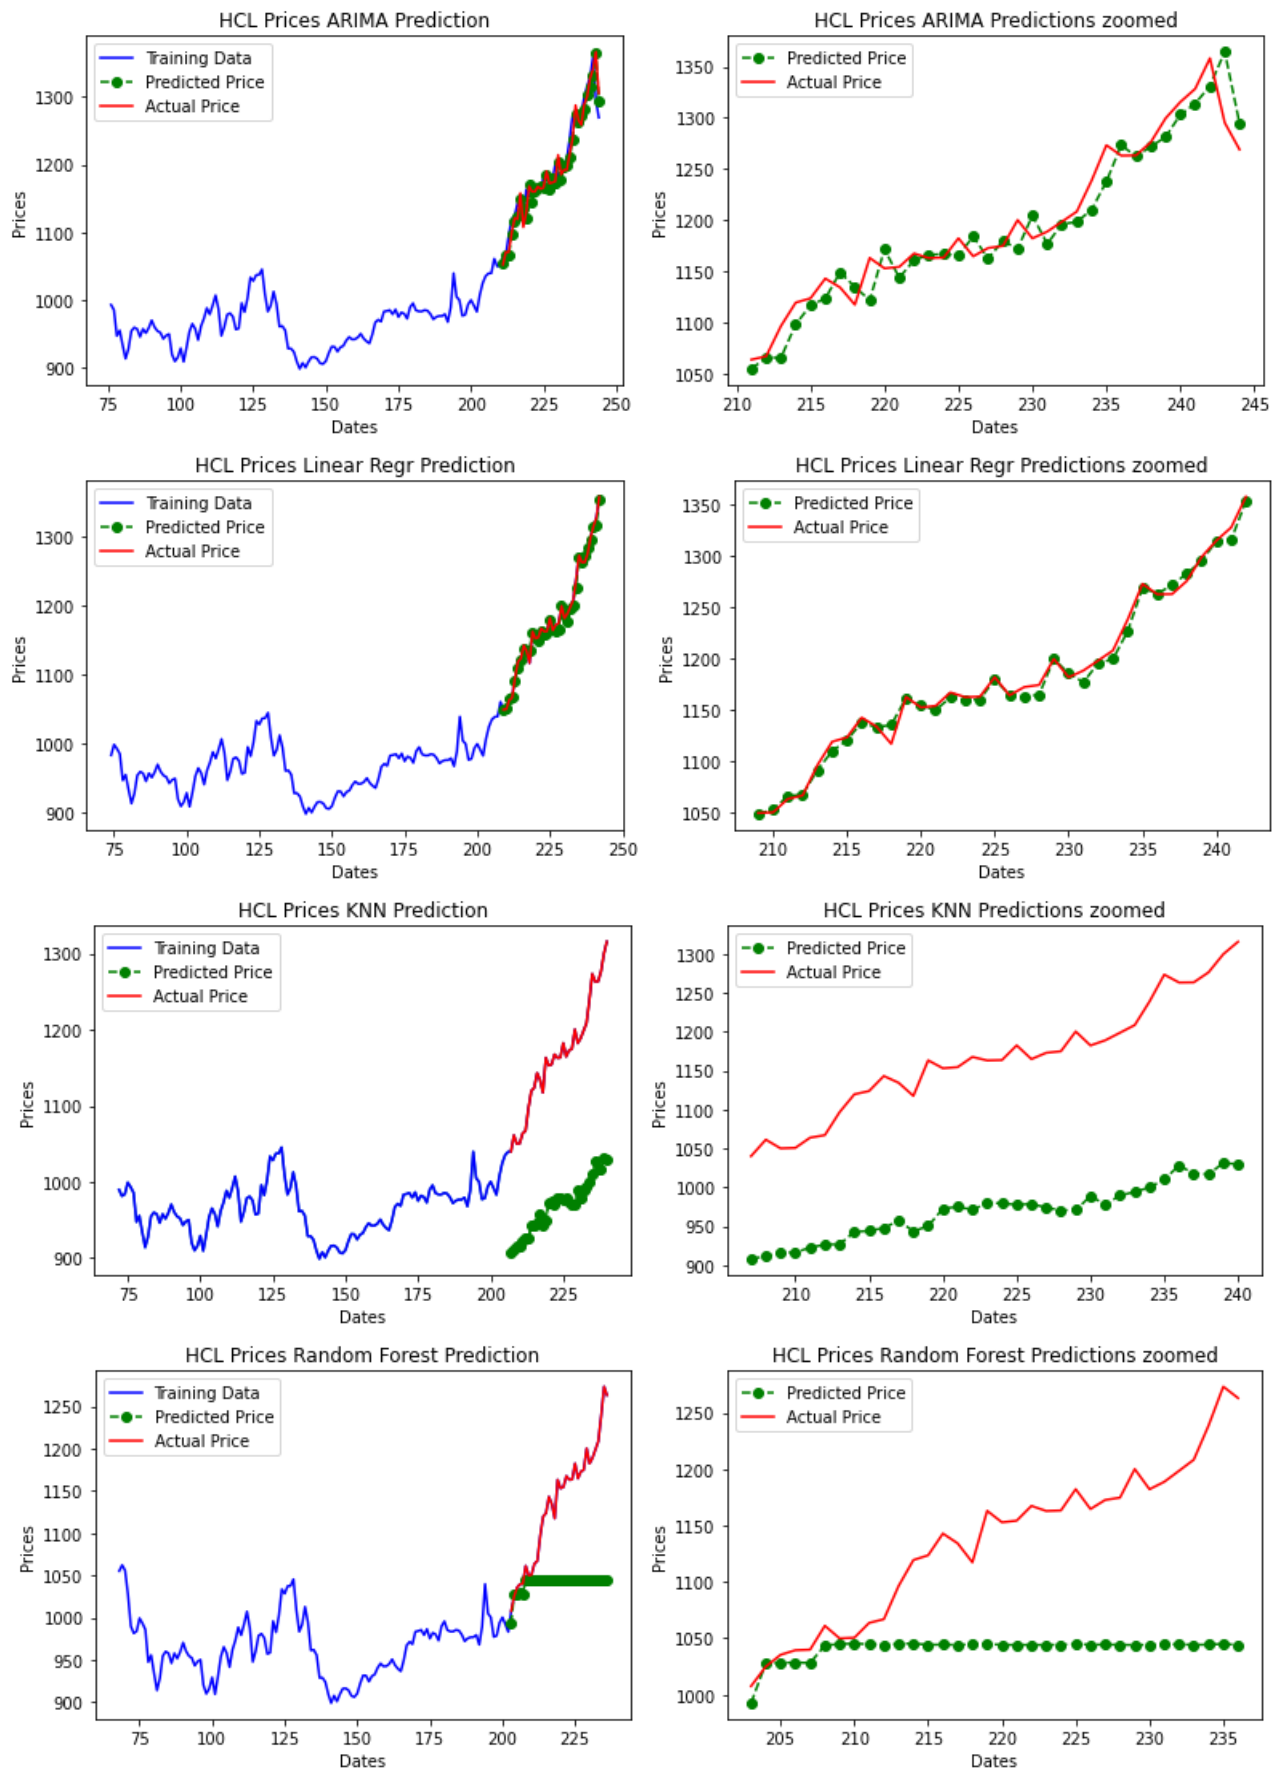 HCL Prices ARIMA Prediction
Training Data
Predicted Price
Actual Price
1300
1200
1100
1000
900
Prices
75 100 125 150 175 200 225 250
Dates
HCL Prices ARIMA Predictions zoomed
Predicted Price
Actual Price
1350
1300
1250
1200
1150
1100
1050
Prices
210 215 220 225 230 235 240 245
Dates
HCL Prices Linear Regr Prediction
Training Data
Predicted Price
Actual Price
1300
1200
1100
1000
900
Prices
75 100 125 150 175 200 225 250
Dates
HCL Prices Linear Regr Predictions zoomed
Predicted Price
Actual Price
1350
1300
1250
1200
1150
1100
1050
Prices
210 215 220 225 230 235 240
Dates
HCL Prices KNN Prediction
Training Data
Predicted Price
Actual Price
1300
1200
1100
1000
900
Prices
75 100 125 150 175 200 225
Dates
HCL Prices KNN Predictions zoomed
Predicted Price
Actual Price
1300
1250
1200
1150
1100
1050
1000
950
900
Prices
210 215 220 225 230 235 240
Dates
HCL Prices Random Forest Prediction
Training Data
Predicted Price
Actual Price
1250
1200
1150
1100
1050
1000
950
900
Prices
75 100 125 150 175 200 225
Dates
HCL Prices Random Forest Predictions zoomed
Predicted Price
Actual Price
1250
1200
1150
1100
1050
1000
Prices
205 210 215 220 225 230 235
Dates